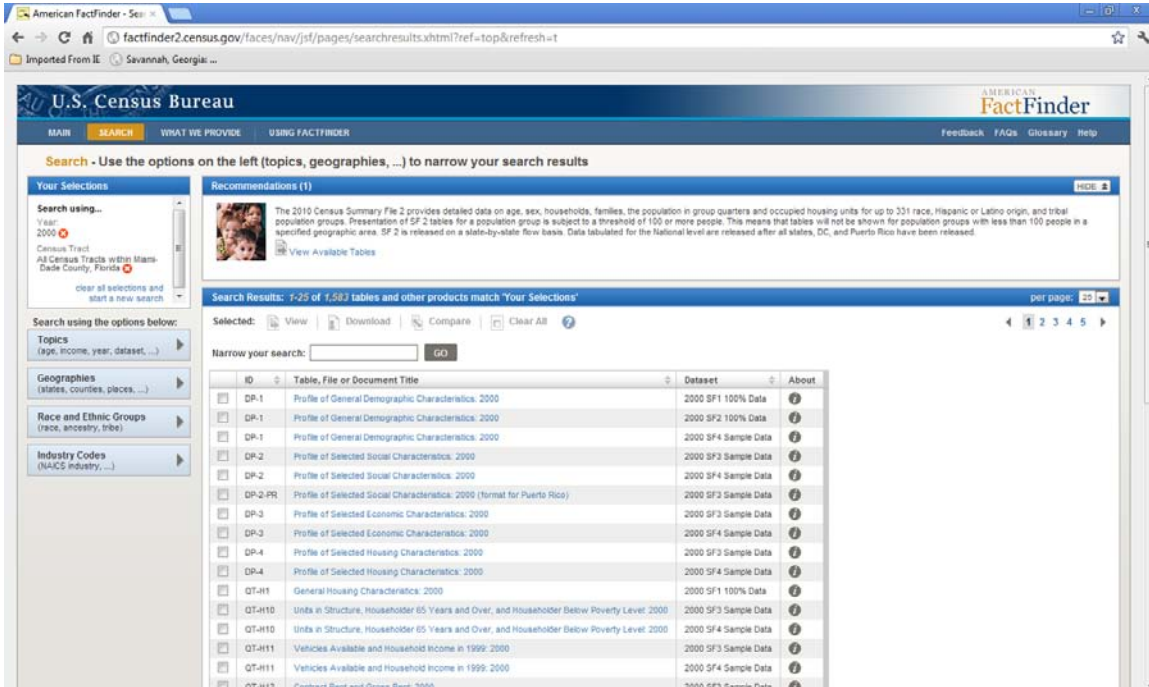 American FactFinder - Sea
factfinder2.census.gov/faces/nav/jsf/pages/searchresults.xhtml?ref=top&refresh=t
Imported From IE Savannah, Georgia: ...
U.S. Census Bureau
AMERICAN
FactFinder
MAIN SEARCH WHAT WE PROVIDE USING FACTFINDER Feedback FAQs Glossary Help
Search - Use the options on the left (topics, geographies, ...) to narrow your search results
Your Selections
Search using...
Year:
2000
Census Tract
All Census Tracts within Miami-
Dade County, Florida
clear all selections and
start a new search
Search using the options below:
Topics
(age, income, year, dataset, ...)
Geographies
(states, counties, places, ...)
Race and Ethnic Groups
(race, ancestry, tribe)
Industry Codes
(NAICS industry, ...)
Recommendations (1) HIDE
The 2010 Census Summary File 2 provides detailed data on age, sex, households, families, the population in group quarters and occupied housing units for up to 331 race, Hispanic or Latino origin, and tribal
population groups. Presentation of SF 2 tables for a population group is subject to a threshold of 100 or more people. This means that tables will not be shown for population groups with less than 100 people in a
specified geographic area. SF 2 is released on a state-by-state flow basis. Data tabulated for the National level are released after all states, DC, and Puerto Rico have been released.
View Available Tables
Search Results: 1-25 of 1,583 tables and other products match 'Your Selections' per page: 25
Selected: View | Download | Compare | Clear All 1 2 3 4 5
Narrow your search: GO
ID Table, File or Document Title Dataset About
DP-1 Profile of General Demographic Characteristics: 2000 2000 SF1 100% Data
DP-1 Profile of General Demographic Characteristics: 2000 2000 SF2 100% Data
DP-1 Profile of General Demographic Characteristics: 2000 2000 SF4 Sample Data
DP-2 Profile of Selected Social Characteristics: 2000 2000 SF3 Sample Data
DP-2 Profile of Selected Social Characteristics: 2000 2000 SF4 Sample Data
DP-2-PR Profile of Selected Social Characteristics: 2000 (format for Puerto Rico) 2000 SF3 Sample Data
DP-3 Profile of Selected Economic Characteristics: 2000 2000 SF3 Sample Data
DP-3 Profile of Selected Economic Characteristics: 2000 2000 SF4 Sample Data
DP-4 Profile of Selected Housing Characteristics: 2000 2000 SF3 Sample Data
DP-4 Profile of Selected Housing Characteristics: 2000 2000 SF4 Sample Data
QT-H1 General Housing Characteristics: 2000 2000 SF1 100% Data
QT-H10 Units in Structure, Householder 65 Years and Over, and Householder Below Poverty Level: 2000 2000 SF3 Sample Data
QT-H10 Units in Structure, Householder 65 Years and Over, and Householder Below Poverty Level: 2000 2000 SF4 Sample Data
QT-H11 Vehicles Available and Household Income in 1999: 2000 2000 SF3 Sample Data
QT-H11 Vehicles Available and Household Income in 1999: 2000 2000 SF4 Sample Data